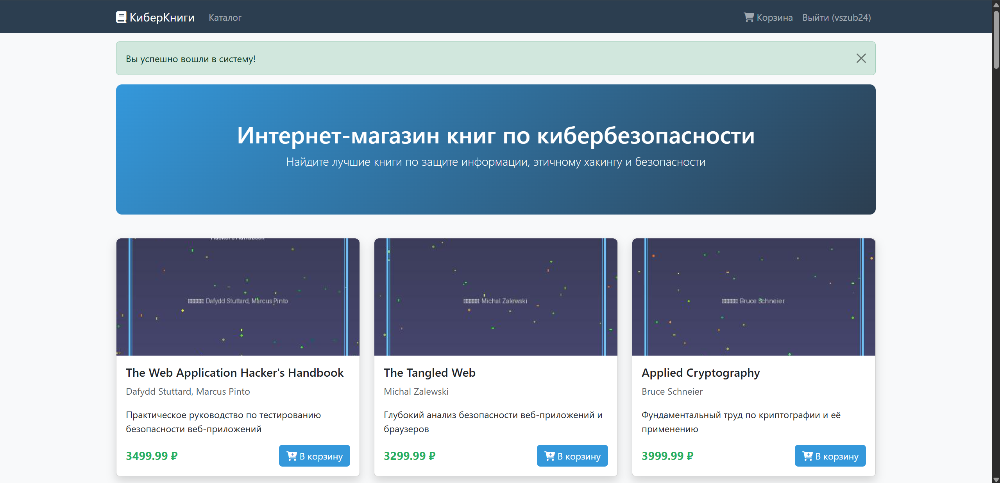 КиберКниги
Каталог
Корзина
Выйти (vszub24)
Вы успешно вошли в систему!
Интернет-магазин книг по кибербезопасности
Найдите лучшие книги по защите информации, этичному хакингу и безопасности
Dafydd Stuttard, Marcus Pinto
Michal Zalewski
Bruce Schneier
The Web Application Hacker's Handbook
Dafydd Stuttard, Marcus Pinto
Практическое руководство по тестированию
безопасности веб-приложений
3499.99 ₽
В корзину
The Tangled Web
Michal Zalewski
Глубокий анализ безопасности веб-приложений и
браузеров
3299.99 ₽
В корзину
Applied Cryptography
Bruce Schneier
Фундаментальный труд по криптографии и её
применению
3999.99 ₽
В корзину